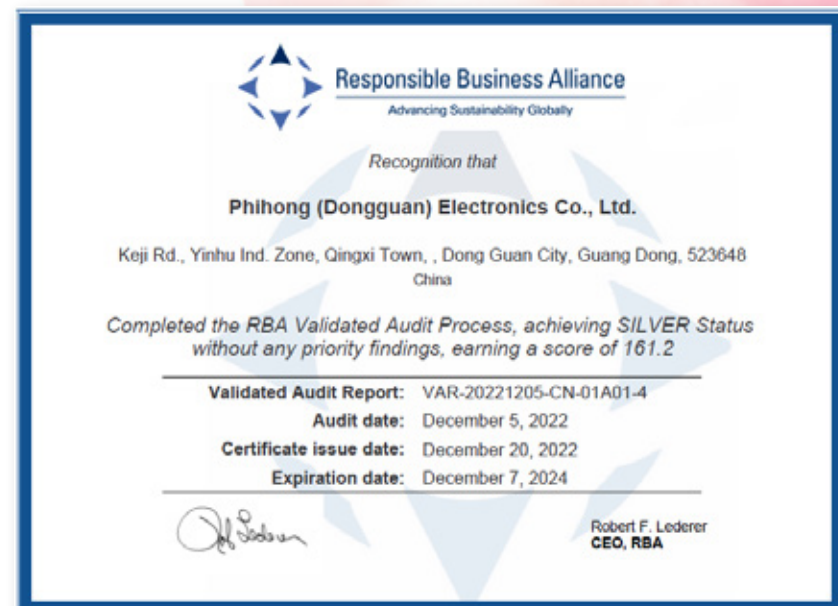 Responsible Business Alliance
Advancing Sustainability Globally
Recognition that
Phihong (Dongguan) Electronics Co., Ltd.
Keji Rd., Yinhu Ind. Zone, Qingxi Town, , Dong Guan City, Guang Dong, 523648
China
Completed the RBA Validated Audit Process, achieving SILVER Status
without any priority findings, earning a score of 161.2
Validated Audit Report: VAR-20221205-CN-01A01-4
Audit date: December 5, 2022
Certificate issue date: December 20, 2022
Expiration date: December 7, 2024
Robert F. Lederer
CEO, RBA